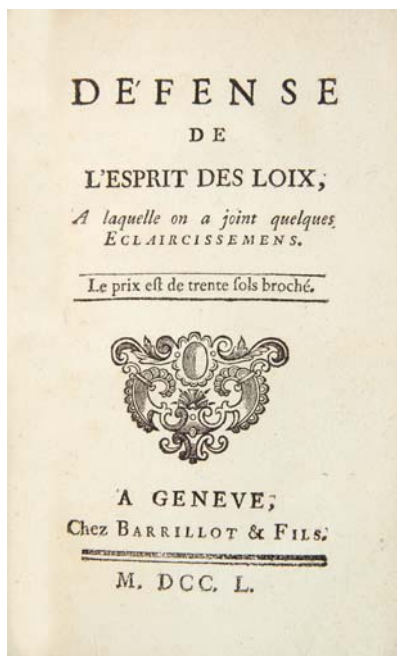 DE'FENSE
DE
L'ESPRIT DES LOIX,
A laquelle on a joint quelques
ECLAIRCISSEMENS.
Le prix eſt de trente ſols broché.
A GENEVE,
Chez BARRILLOT & FILS.
M. DCC. L.